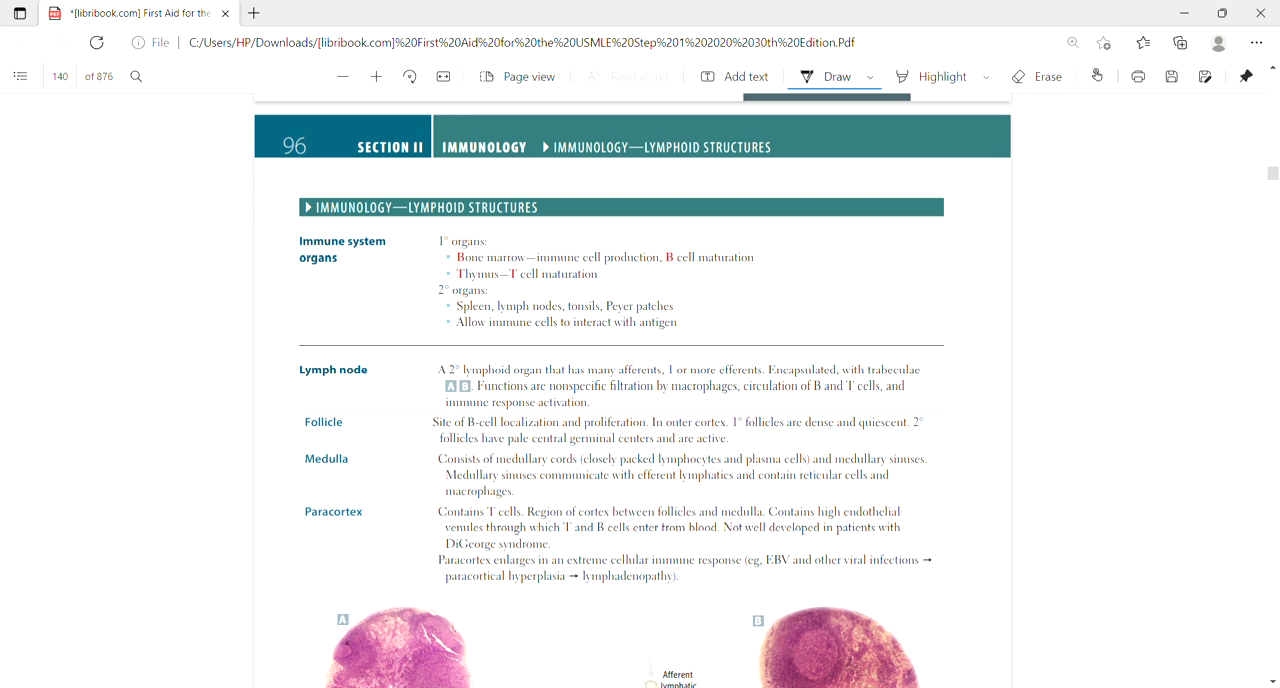 *[libribook.com] First Aid for the
File | C:/Users/HP/Downloads/[libribook.com]%20First%20Aid%20for%20the%20USMLE%20Step%201%202020%2030th%20Edition.Pdf
140 of 876 Page view Read aloud Add text Draw Highlight Erase
96 SECTION II IMMUNOLOGY ▶ IMMUNOLOGY—LYMPHOID STRUCTURES
▶ IMMUNOLOGY—LYMPHOID STRUCTURES
Immune system
organs
1° organs:
▪ Bone marrow—immune cell production, B cell maturation
▪ Thymus—T cell maturation
2° organs:
▪ Spleen, lymph nodes, tonsils, Peyer patches
▪ Allow immune cells to interact with antigen
Lymph node
A 2° lymphoid organ that has many afferents, 1 or more efferents. Encapsulated, with trabeculae
A B. Functions are nonspecific filtration by macrophages, circulation of B and T cells, and
immune response activation.
Follicle
Site of B-cell localization and proliferation. In outer cortex. 1° follicles are dense and quiescent. 2°
follicles have pale central germinal centers and are active.
Medulla
Consists of medullary cords (closely packed lymphocytes and plasma cells) and medullary sinuses.
Medullary sinuses communicate with efferent lymphatics and contain reticular cells and
macrophages.
Paracortex
Contains T cells. Region of cortex between follicles and medulla. Contains high endothelial
venules through which T and B cells enter from blood. Not well developed in patients with
DiGeorge syndrome.
Paracortex enlarges in an extreme cellular immune response (eg, EBV and other viral infections →
paracortical hyperplasia → lymphadenopathy).
A
B
Afferent
lymphatic